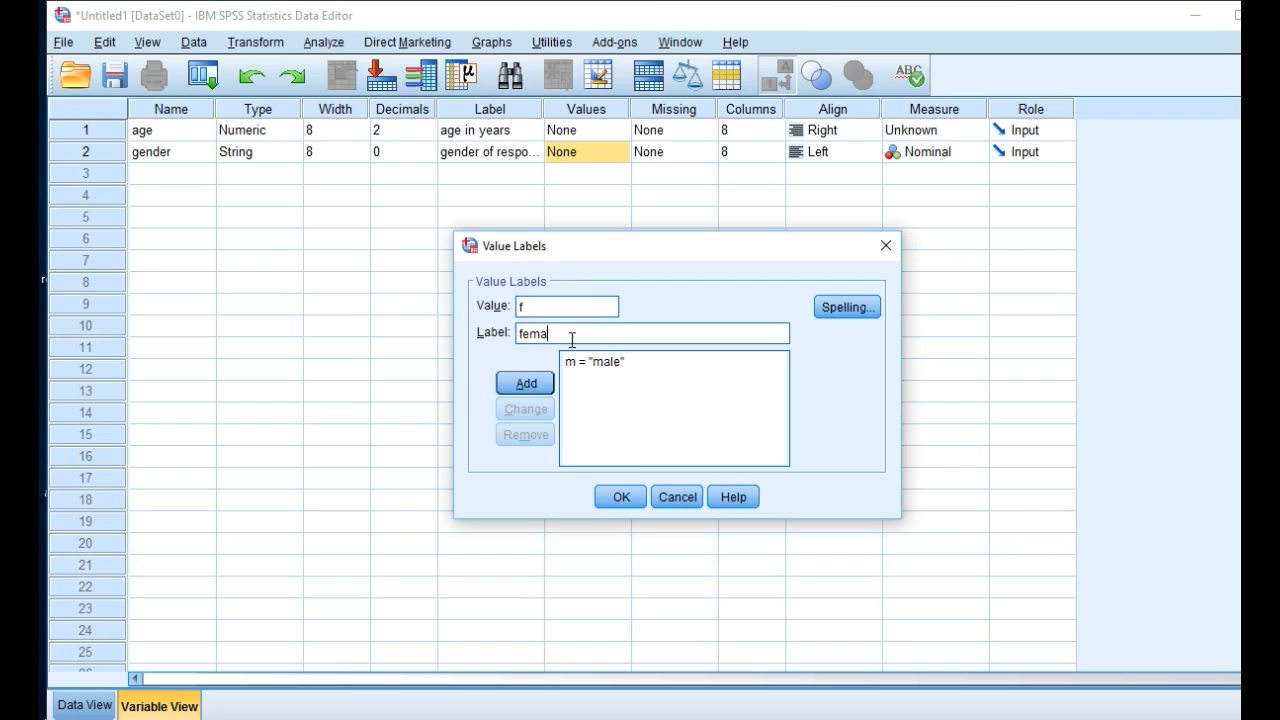 *Untitled1 [DataSet0] - IBM SPSS Statistics Data Editor
File Edit View Data Transform Analyze Direct Marketing Graphs Utilities Add-ons Window Help
Name Type Width Decimals Label Values Missing Columns Align Measure Role
1 age Numeric 8 2 age in years None None 8 Right Unknown Input
2 gender String 8 0 gender of respo... None None 8 Left Nominal Input
3
4
5
6
7
8
9
10
11
12
13
14
15
16
17
18
19
20
21
22
23
24
25
Value Labels
Value Labels
Value: f
Spelling...
Label: fema
m = "male"
Add
Change
Remove
OK Cancel Help
Data View Variable View